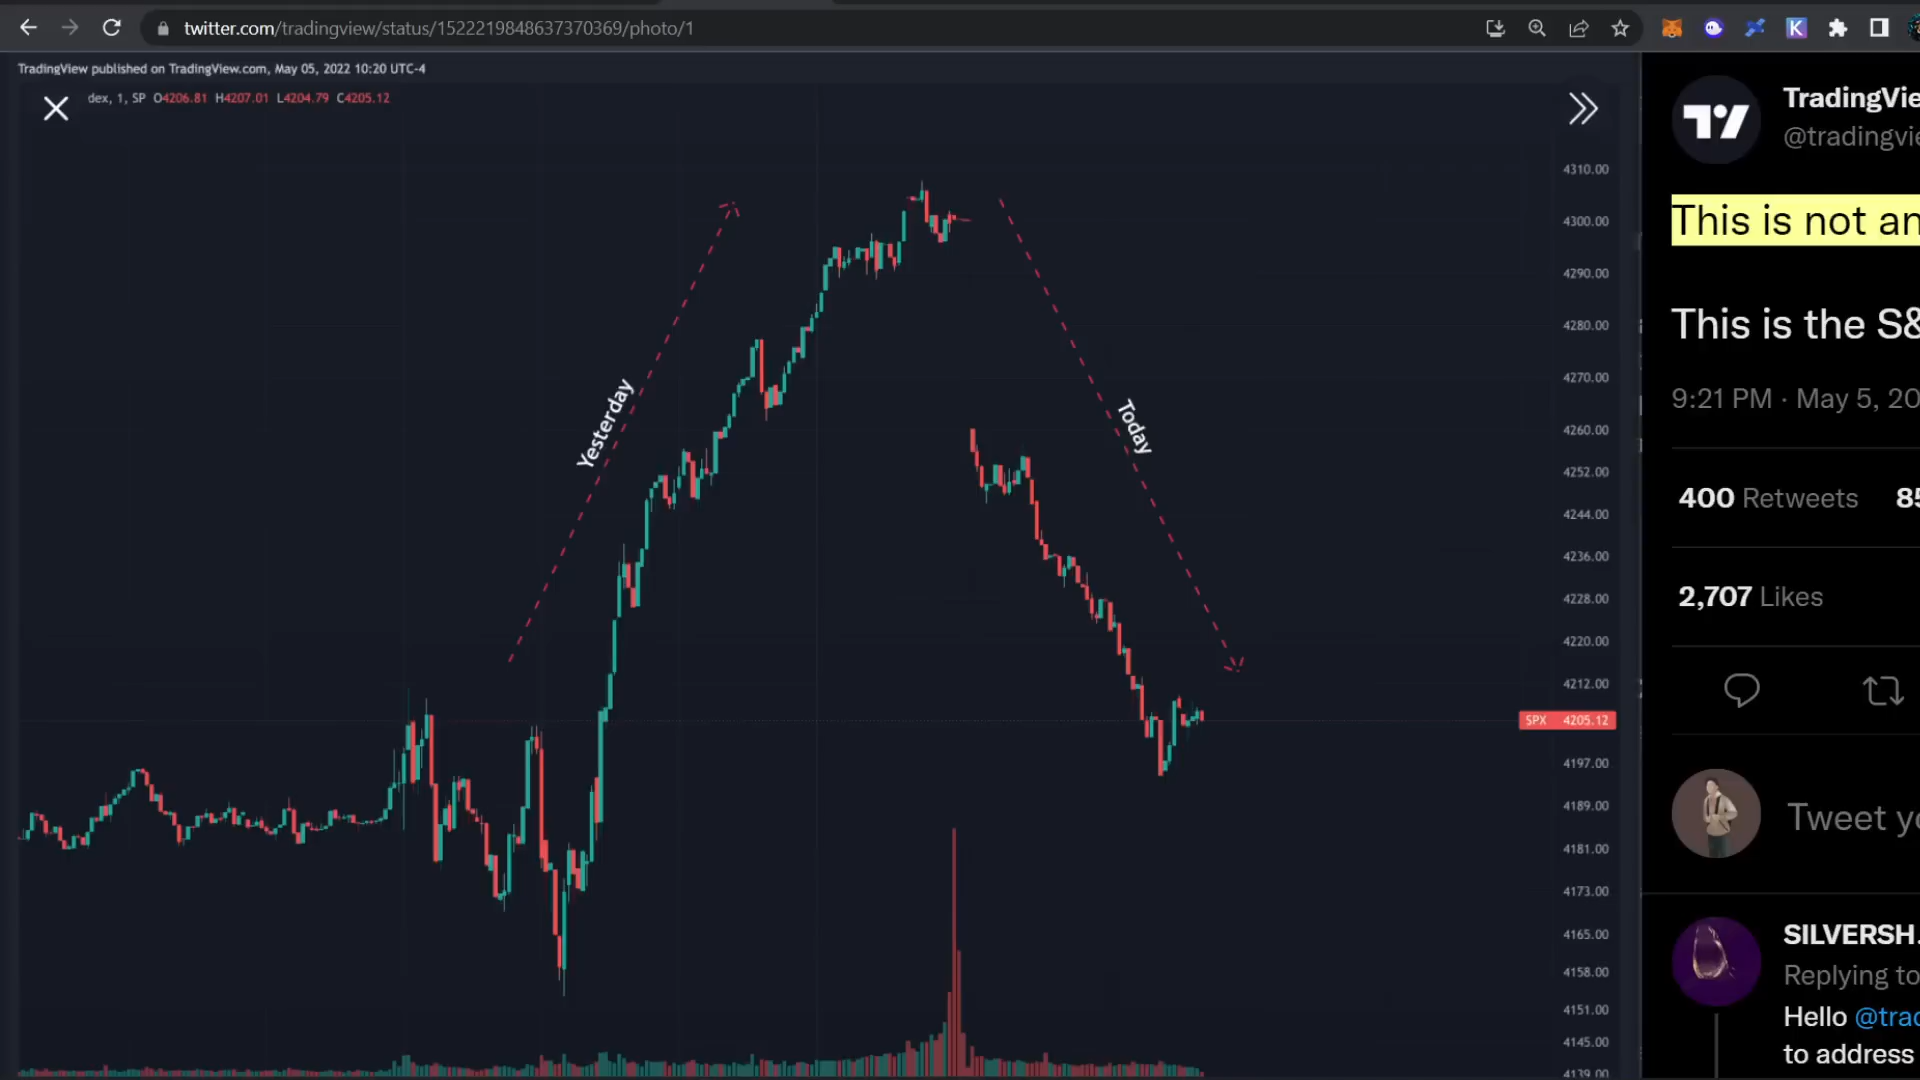 twitter.com/tradingview/status/1522219848637370369/photo/1
TradingView published on TradingView.com, May 05, 2022 10:20 UTC-4
dex, 1, SP O4206.81 H4207.01 L4204.79 C4205.12
Yesterday
Today
4310.00
4300.00
4290.00
4280.00
4270.00
4260.00
4252.00
4244.00
4236.00
4228.00
4220.00
4212.00
SPX 4205.12
4197.00
4189.00
4181.00
4173.00
4165.00
4158.00
4151.00
4145.00
4139.00
TradingVie
@tradingvie
This is not an
This is the S&
9:21 PM · May 5, 20
400 Retweets 85
2,707 Likes
Tweet yo
SILVERSH.
Replying to
Hello @trad
to address